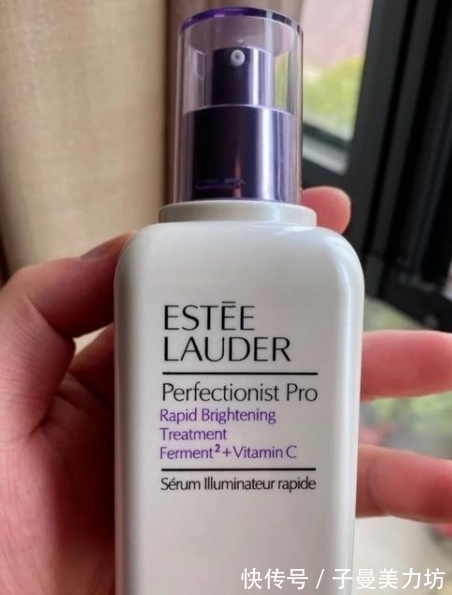 ESTĒE
LAUDER
Perfectionist Pro
Rapid Brightening
Treatment
Ferment²+Vitamin C
Sérum Illuminateur rapide
快传号 / 子曼美力坊